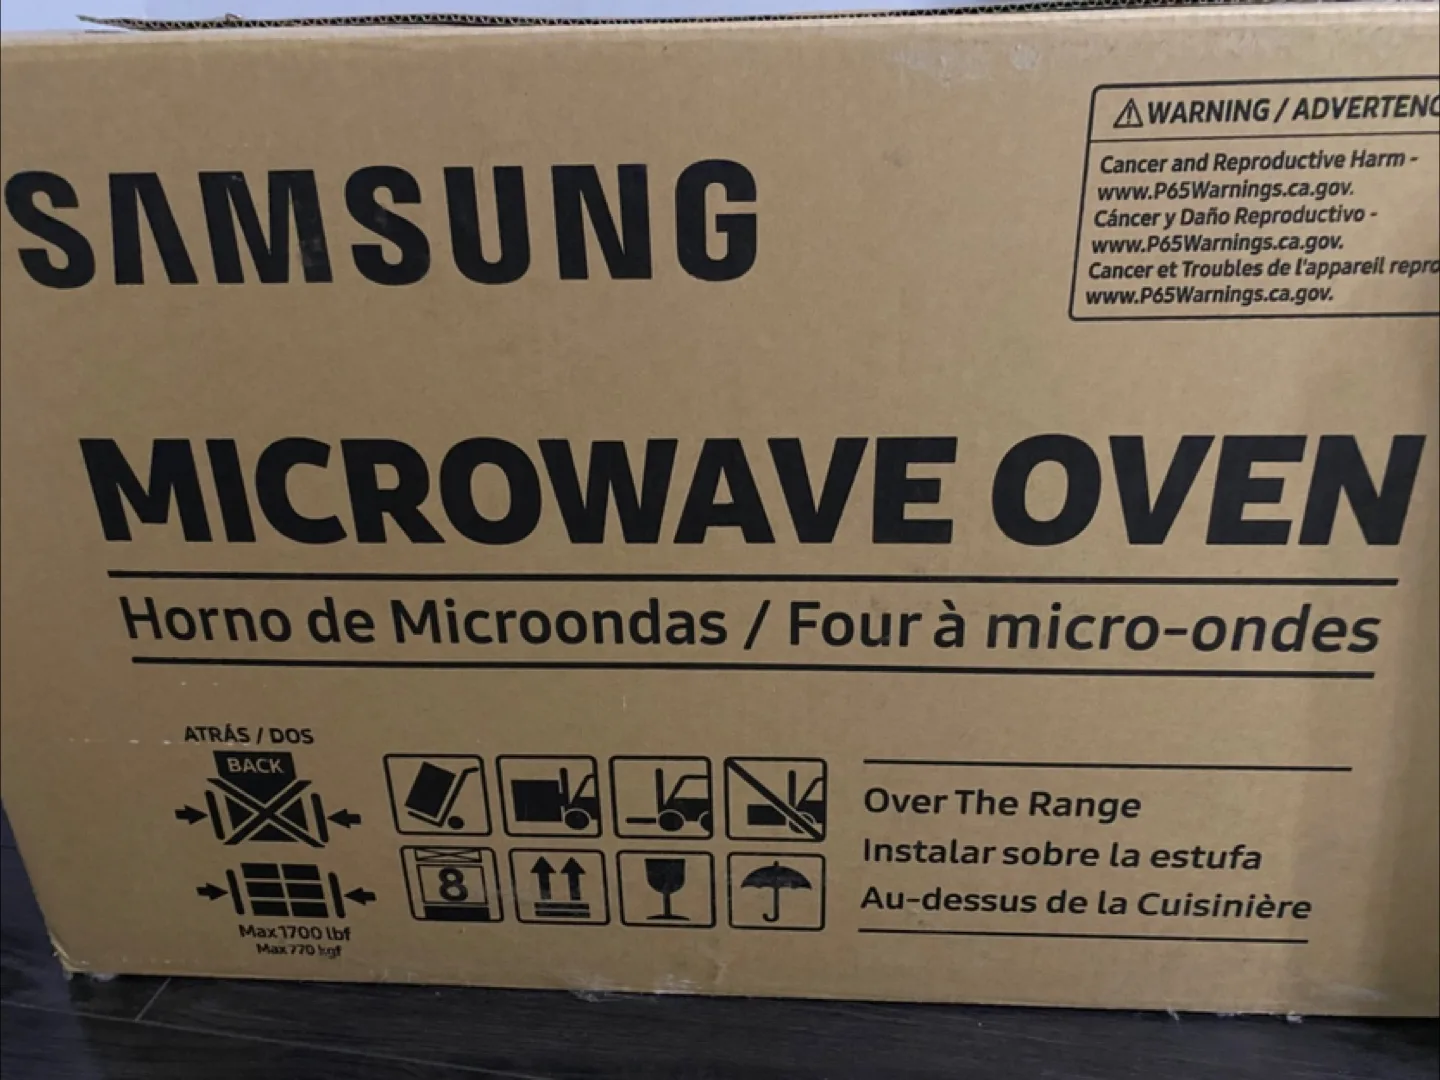 SAMSUNG
⚠ WARNING / ADVERTENC
Cancer and Reproductive Harm -
www.P65Warnings.ca.gov.
Cáncer y Daño Reproductivo -
www.P65Warnings.ca.gov.
Cancer et Troubles de l'appareil repro
www.P65Warnings.ca.gov.
MICROWAVE OVEN
Horno de Microondas / Four à micro-ondes
ATRÁS / DOS
BACK
Max 1700 lbf
Max 770 kgf
8
Over The Range
Instalar sobre la estufa
Au-dessus de la Cuisinière